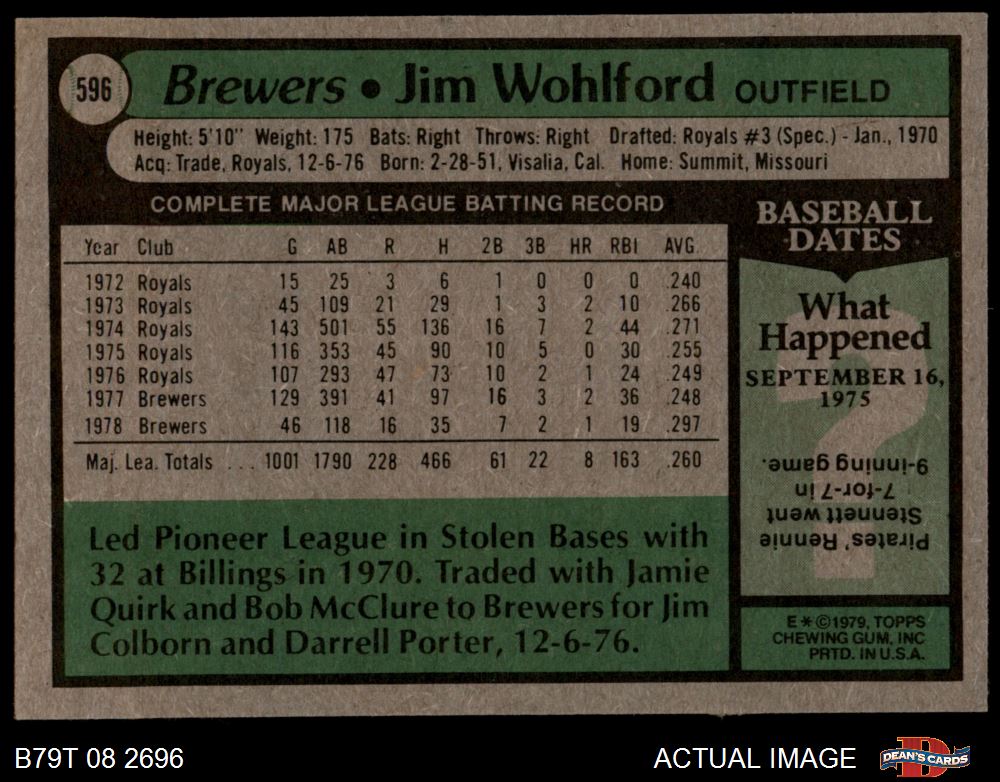 596
Brewers • Jim Wohlford OUTFIELD
Height: 5'10" Weight: 175 Bats: Right Throws: Right Drafted: Royals #3 (Spec.) - Jan., 1970
Acq: Trade, Royals, 12-6-76 Born: 2-28-51, Visalia, Cal. Home: Summit, Missouri
COMPLETE MAJOR LEAGUE BATTING RECORD
Year Club G AB R H 2B 3B HR RBI AVG.
1972 Royals 15 25 3 6 1 0 0 0 .240
1973 Royals 45 109 21 29 1 3 2 10 .266
1974 Royals 143 501 55 136 16 7 2 44 .271
1975 Royals 116 353 45 90 10 5 0 30 .255
1976 Royals 107 293 47 73 10 2 1 24 .249
1977 Brewers 129 391 41 97 16 3 2 36 .248
1978 Brewers 46 118 16 35 7 2 1 19 .297
Maj. Lea. Totals ... 1001 1790 228 466 61 22 8 163 .260
Led Pioneer League in Stolen Bases with
32 at Billings in 1970. Traded with Jamie
Quirk and Bob McClure to Brewers for Jim
Colborn and Darrell Porter, 12-6-76.
BASEBALL
DATES
What
Happened
SEPTEMBER 16,
1975
?
Pirates' Rennie
Stennett went
7-for-7 in
9-inning game.
E*©1979, TOPPS
CHEWING GUM, INC
PRTD. IN U.S.A.
B79T 08 2696
ACTUAL IMAGE
DEAN'S CARDS